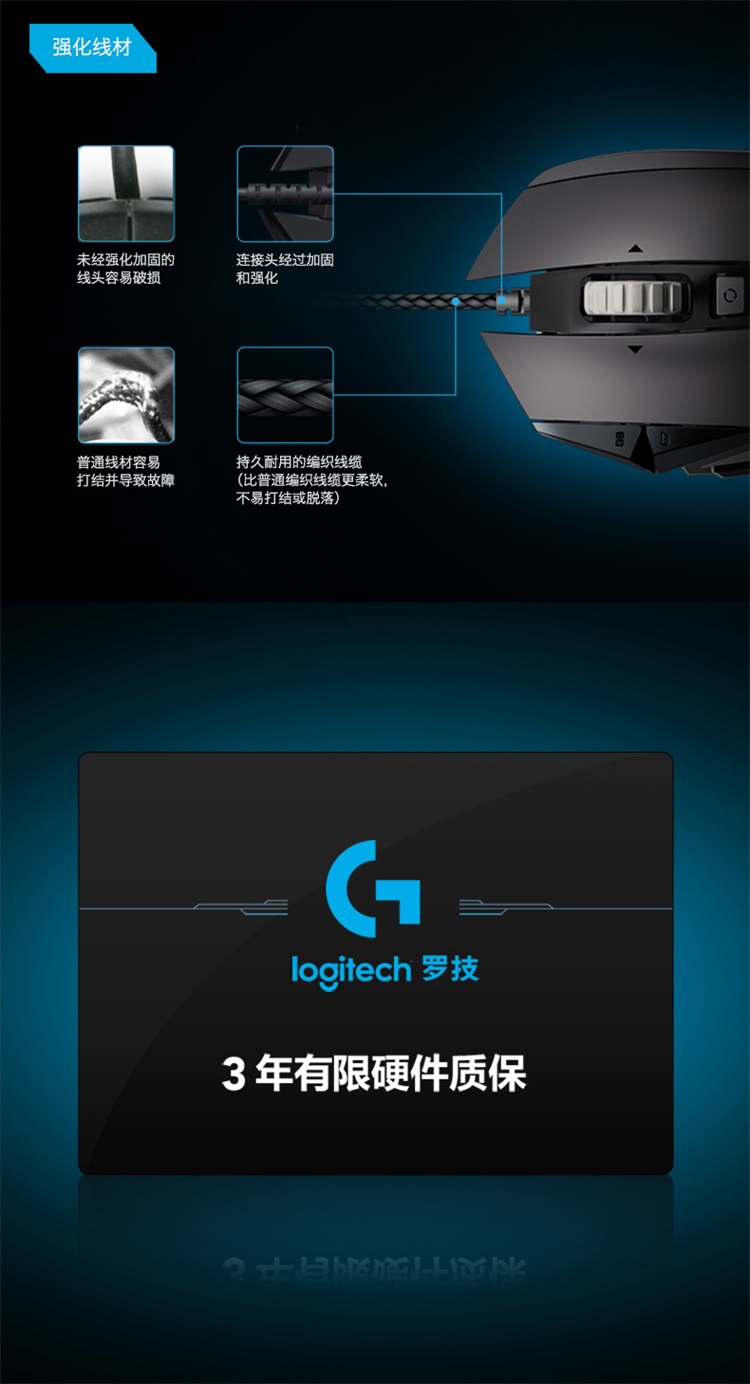 强化线材
未经强化加固的
线头容易破损
连接头经过加固
和强化
普通线材容易
打结并导致故障
持久耐用的编织线缆
（比普通编织线缆更柔软，
不易打结或脱落）
G8
G7
logitech 罗技
3 年有限硬件质保